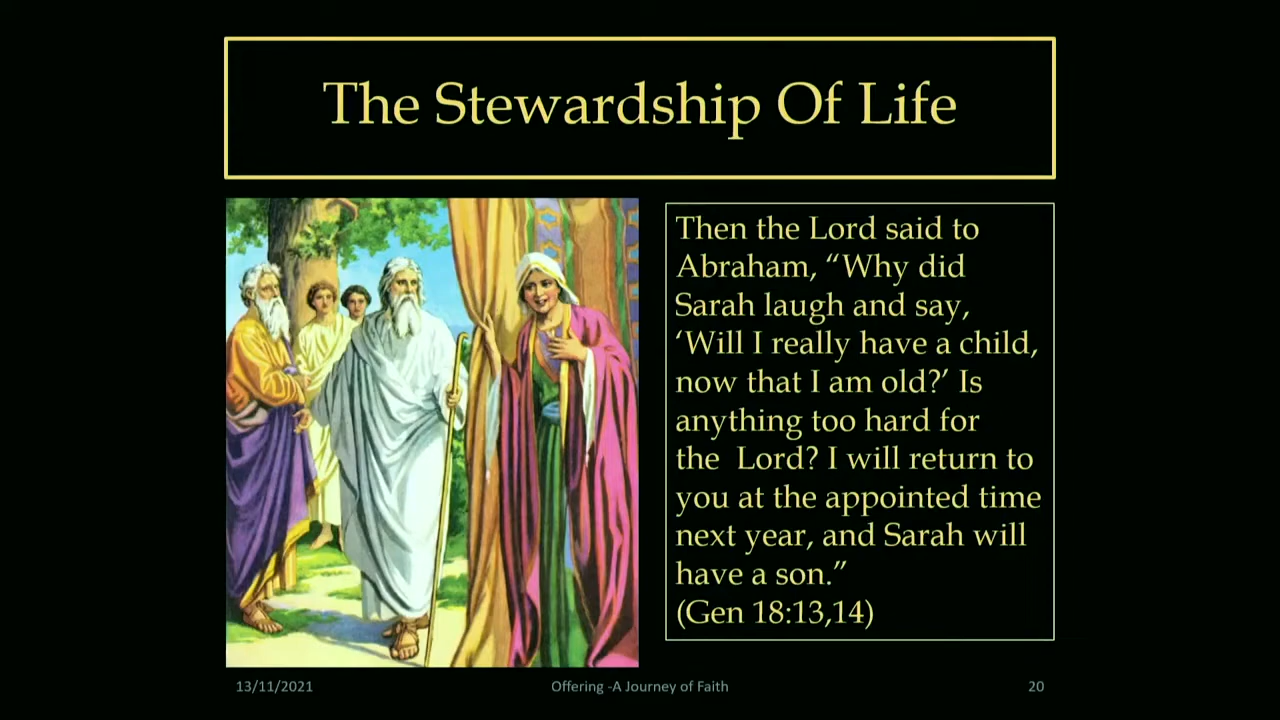 The Stewardship Of Life
Then the Lord said to
Abraham, “Why did
Sarah laugh and say,
‘Will I really have a child,
now that I am old?’ Is
anything too hard for
the  Lord? I will return to
you at the appointed time
next year, and Sarah will
have a son.”
(Gen 18:13,14)
13/11/2021
Offering -A Journey of Faith
20